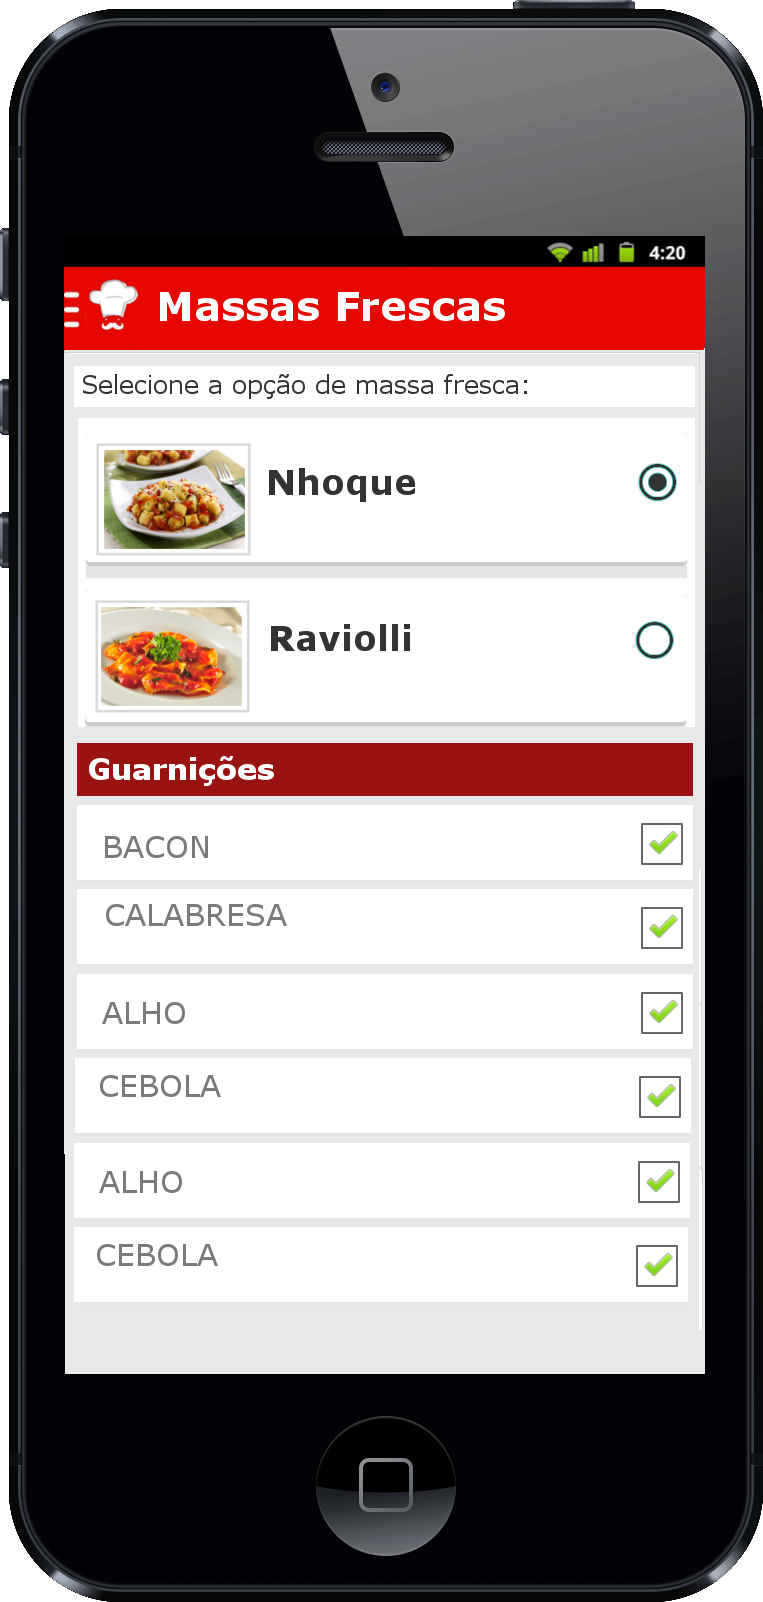 4:20
Massas Frescas
Selecione a opção de massa fresca:
Nhoque
Raviolli
Guarnições
BACON
CALABRESA
ALHO
CEBOLA
ALHO
CEBOLA